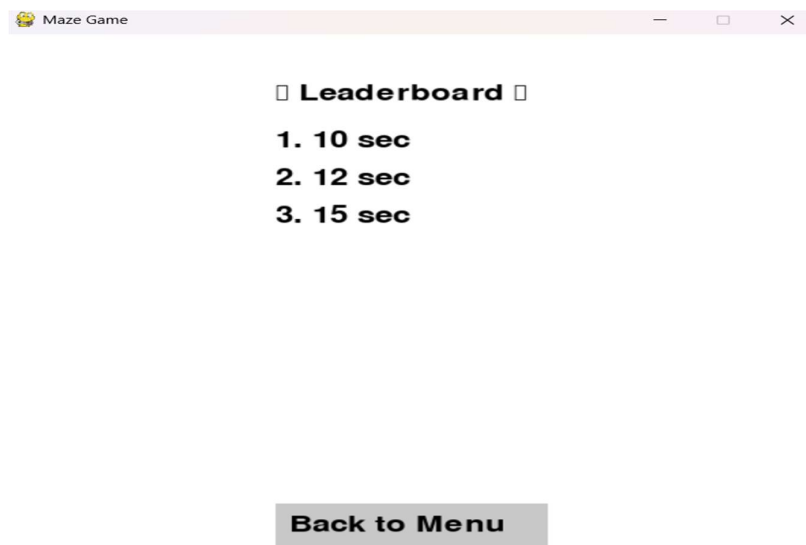 Maze Game
▯ Leaderboard ▯
1. 10 sec
2. 12 sec
3. 15 sec
Back to Menu